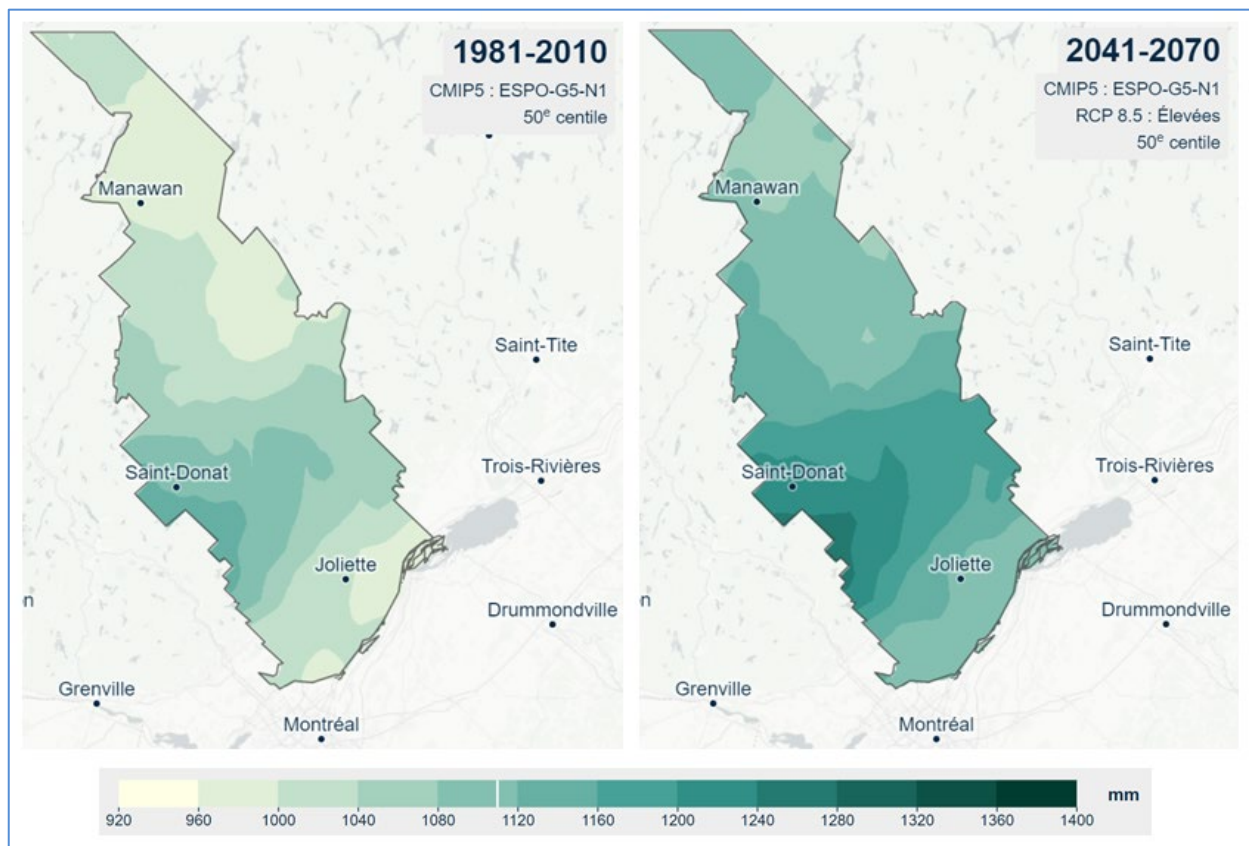 1981-2010
CMIP5 : ESPO-G5-N1
50e centile
Manawan
Saint-Tite
Saint-Donat
Trois-Rivières
Joliette
Drummondville
Grenville
Montréal
2041-2070
CMIP5 : ESPO-G5-N1
RCP 8.5 : Élevées
50e centile
Manawan
Saint-Tite
Saint-Donat
Trois-Rivières
Joliette
on
Drummondville
Grenville
Montréal
mm
920 960 1000 1040 1080 1120 1160 1200 1240 1280 1320 1360 1400